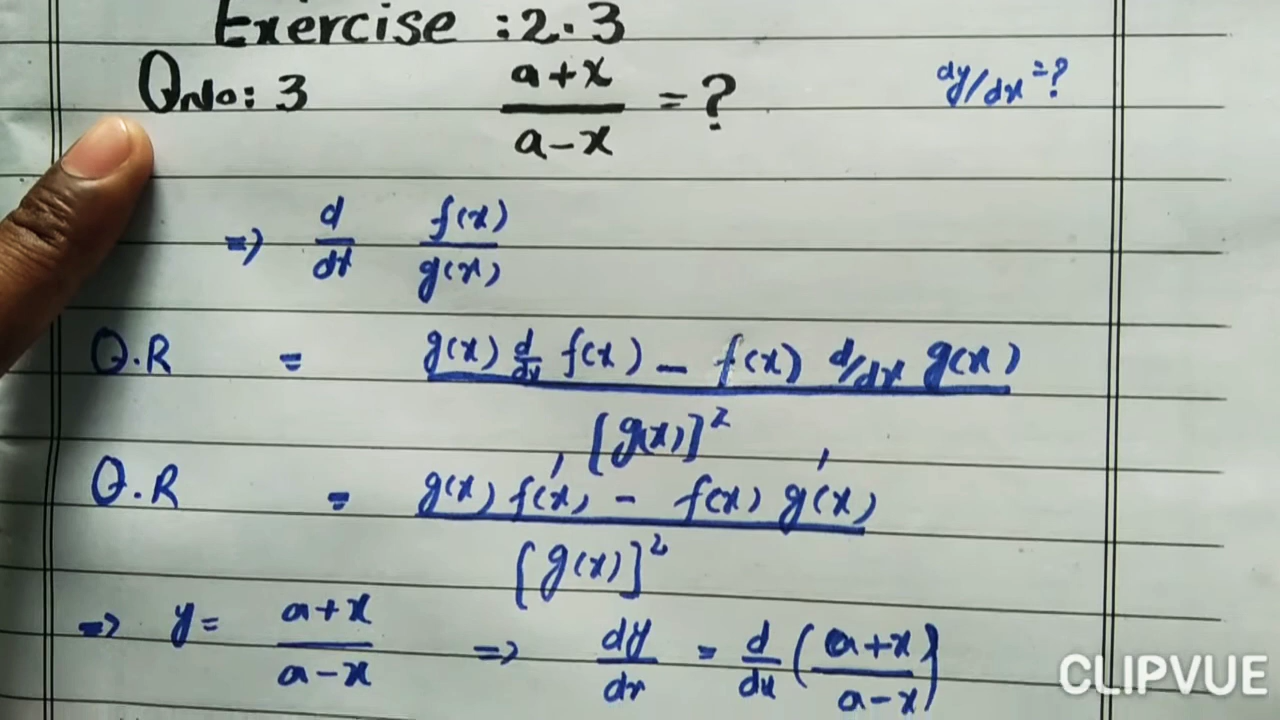 Exercise : 2.3
Q No: 3 a+x/a-x = ? dy/dx = ?
=> d/dx f(x)/g(x)
Q.R = g(x) d/dx f(x) - f(x) d/dx g(x) / [g(x)]²
Q.R = g(x) f'(x) - f(x) g'(x) / [g(x)]²
=> y = a+x/a-x => dy/dx = d/dx (a+x/a-x)
CLIPVUE